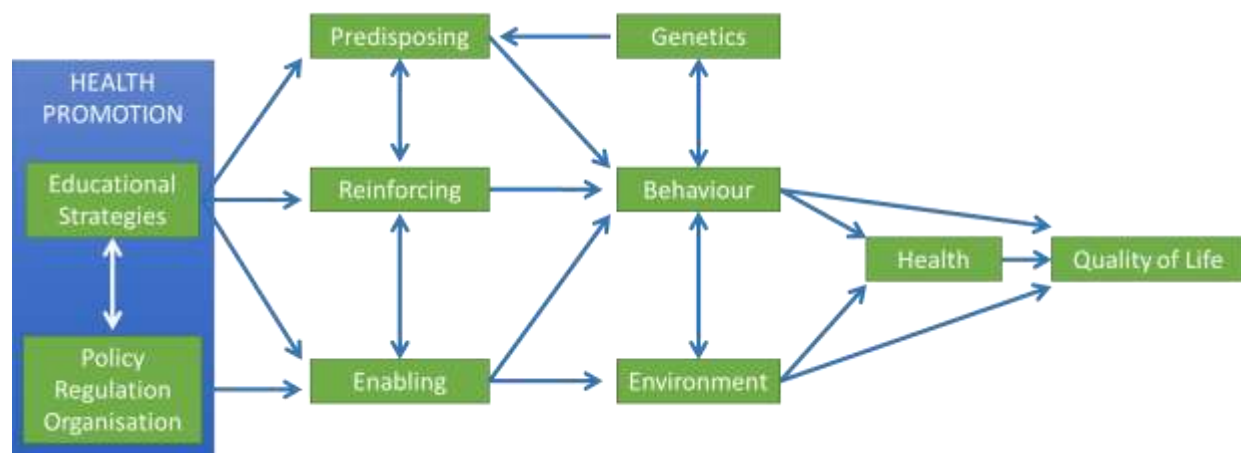 HEALTH
PROMOTION
Educational
Strategies
Policy
Regulation
Organisation
Predisposing
Reinforcing
Enabling
Genetics
Behaviour
Environment
Health
Quality of Life